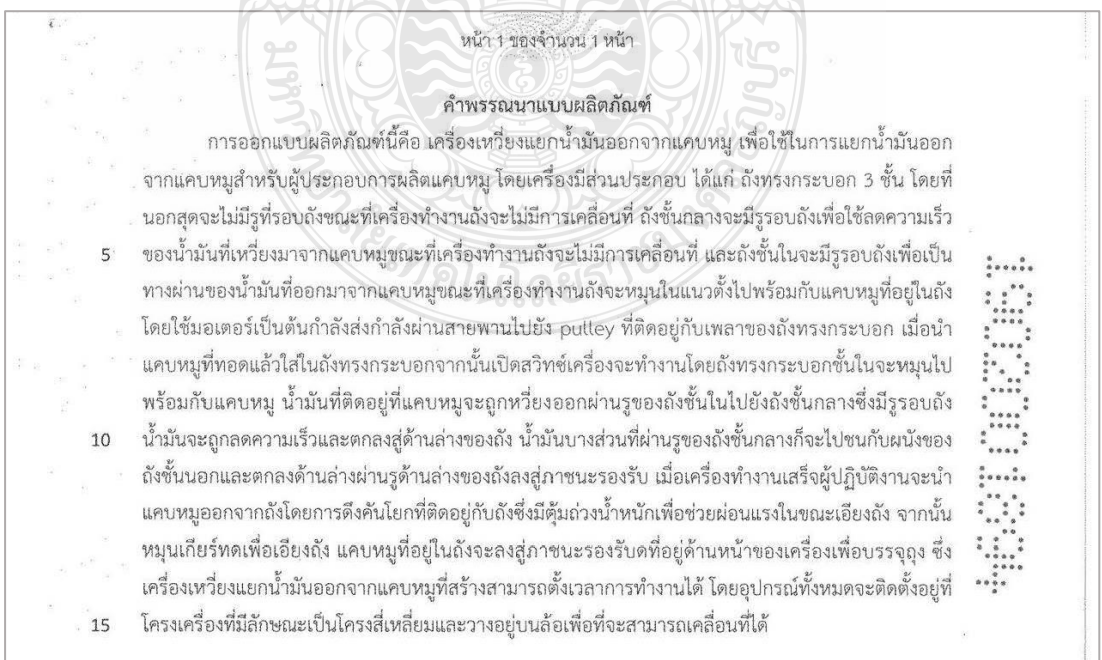 หน้า 1 ของจำนวน 1 หน้า
คำพรรณนาแบบผลิตภัณฑ์
การออกแบบผลิตภัณฑ์นี้คือ เครื่องเหวี่ยงแยกน้ำมันออกจากแคบหมู เพื่อใช้ในการแยกน้ำมันออก
จากแคบหมูสำหรับผู้ประกอบการผลิตแคบหมู โดยเครื่องมีส่วนประกอบ ได้แก่ ถังทรงกระบอก 3 ชั้น โดยที่
นอกสุดจะไม่มีรูที่รอบถังขณะที่เครื่องทำงานถังจะไม่มีการเคลื่อนที่ ถังชั้นกลางจะมีรูรอบถังเพื่อใช้ลดความเร็ว
5 ของน้ำมันที่เหวี่ยงมาจากแคบหมูขณะที่เครื่องทำงานถังจะไม่มีการเคลื่อนที่ และถังชั้นในจะมีรูรอบถังเพื่อเป็น
ทางผ่านของน้ำมันที่ออกมาจากแคบหมูขณะที่เครื่องทำงานถังจะหมุนในแนวตั้งไปพร้อมกับแคบหมูที่อยู่ในถัง
โดยใช้มอเตอร์เป็นต้นกำลังส่งกำลังผ่านสายพานไปยัง pulley ที่ติดอยู่กับเพลาของถังทรงกระบอก เมื่อนำ
แคบหมูที่ทอดแล้วใส่ในถังทรงกระบอกจากนั้นเปิดสวิทซ์เครื่องจะทำงานโดยถังทรงกระบอกชั้นในจะหมุนไป
พร้อมกับแคบหมู น้ำมันที่ติดอยู่ที่แคบหมูจะถูกหวี่ยงออกผ่านรูของถังชั้นในไปยังถังชั้นกลางซึ่งมีรูรอบถัง
10 น้ำมันจะถูกลดความเร็วและตกลงสู่ด้านล่างของถัง น้ำมันบางส่วนที่ผ่านรูของถังชั้นกลางก็จะไปชนกับผนังของ
ถังชั้นนอกและตกลงด้านล่างผ่านรูด้านล่างของถังลงสู่ภาชนะรองรับ เมื่อเครื่องทำงานเสร็จผู้ปฏิบัติงานจะนำ
แคบหมูออกจากถังโดยการดึงคันโยกที่ติดอยู่กับถังซึ่งมีตุ้มถ่วงน้ำหนักเพื่อช่วยผ่อนแรงในขณะเอียงถัง จากนั้น
หมุนเกียร์ทดเพื่อเอียงถัง แคบหมูที่อยู่ในถังจะลงสู่ภาชนะรองรับดที่อยู่ด้านหน้าของเครื่องเพื่อบรรจุถุง ซึ่ง
เครื่องเหวี่ยงแยกน้ำมันออกจากแคบหมูที่สร้างสามารถตั้งเวลาการทำงานได้ โดยอุปกรณ์ทั้งหมดจะติดตั้งอยู่ที่
15 โครงเครื่องที่มีลักษณะเป็นโครงสี่เหลี่ยมและวางอยู่บนล้อเพื่อที่จะสามารถเคลื่อนที่ได้